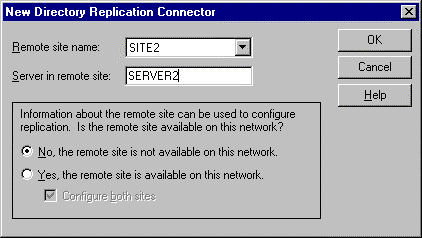 New Directory Replication Connector
Remote site name: SITE2
OK
Server in remote site: SERVER2
Cancel
Help
Information about the remote site can be used to configure
replication. Is the remote site available on this network?
No, the remote site is not available on this network.
Yes, the remote site is available on this network.
Configure both sites